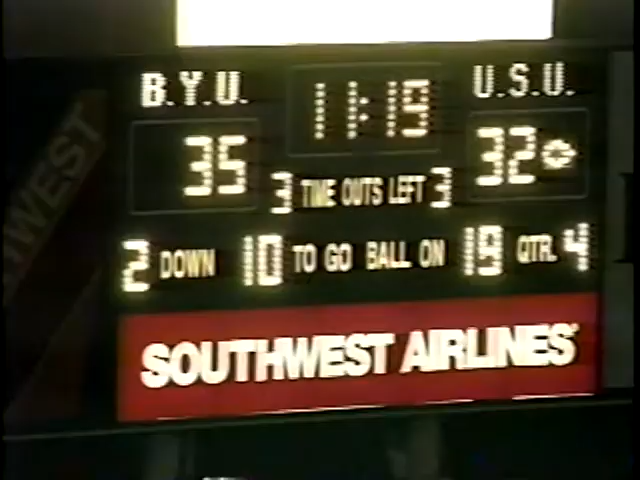 B.Y.U. 11:19 U.S.U.
35 32
3 TIME OUTS LEFT 3
2 DOWN 10 TO GO BALL ON 19 QTR. 4
SOUTHWEST AIRLINES
WEST